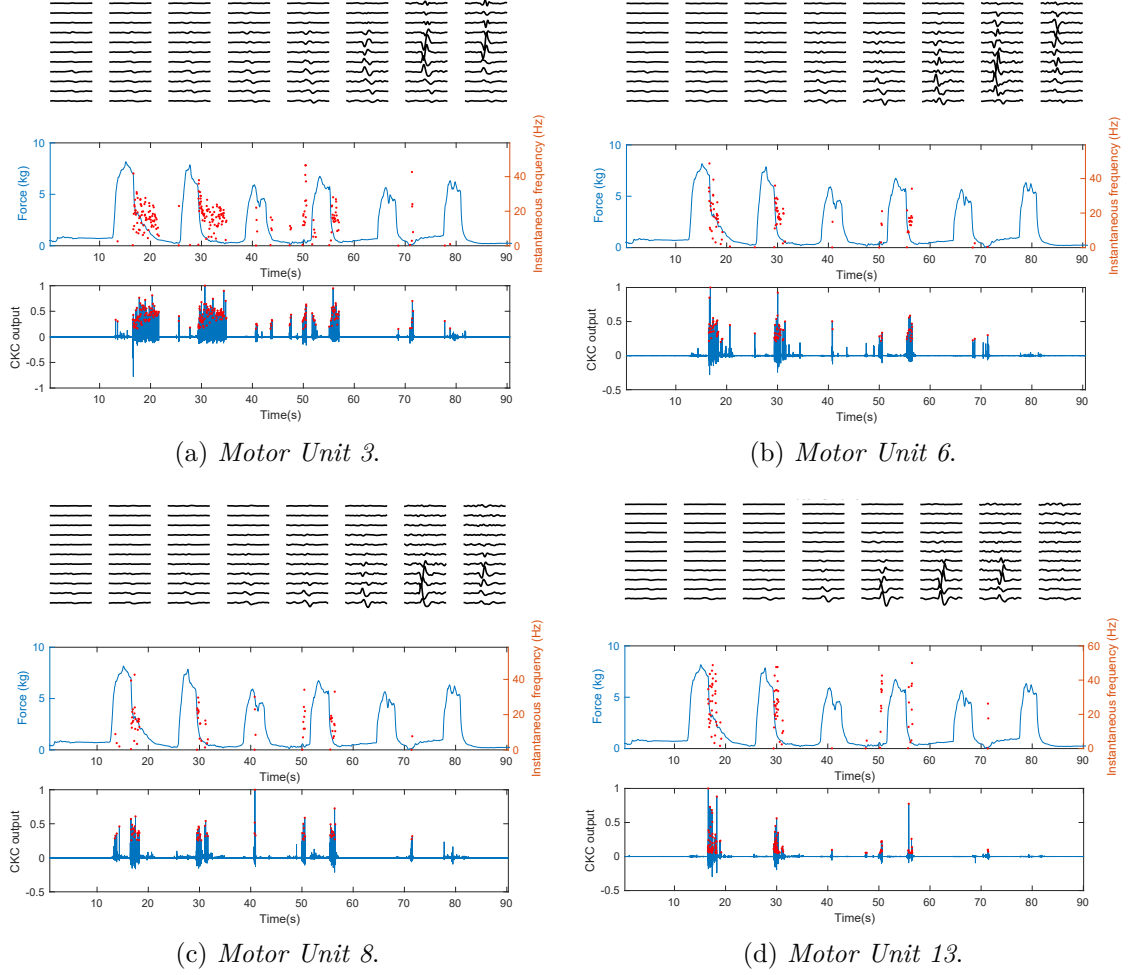 10
5
0
Force (kg)
40
20
0
Instantaneous frequency (Hz)
10 20 30 40 50 60 70 80 90
Time(s)
1
0.5
0
-0.5
-1
CKC output
10 20 30 40 50 60 70 80 90
Time(s)
(a) Motor Unit 3.
10
5
0
Force (kg)
40
20
0
Instantaneous frequency (Hz)
10 20 30 40 50 60 70 80 90
Time(s)
1
0.5
0
-0.5
CKC output
10 20 30 40 50 60 70 80 90
Time(s)
(b) Motor Unit 6.
10
5
0
Force (kg)
40
20
0
Instantaneous frequency (Hz)
10 20 30 40 50 60 70 80 90
Time(s)
1
0.5
0
-0.5
CKC output
10 20 30 40 50 60 70 80 90
Time(s)
(c) Motor Unit 8.
10
5
0
Force (kg)
60
40
20
0
Instantaneous frequency (Hz)
10 20 30 40 50 60 70 80 90
Time(s)
1
0.5
0
-0.5
CKC output
10 20 30 40 50 60 70 80 90
Time(s)
(d) Motor Unit 13.